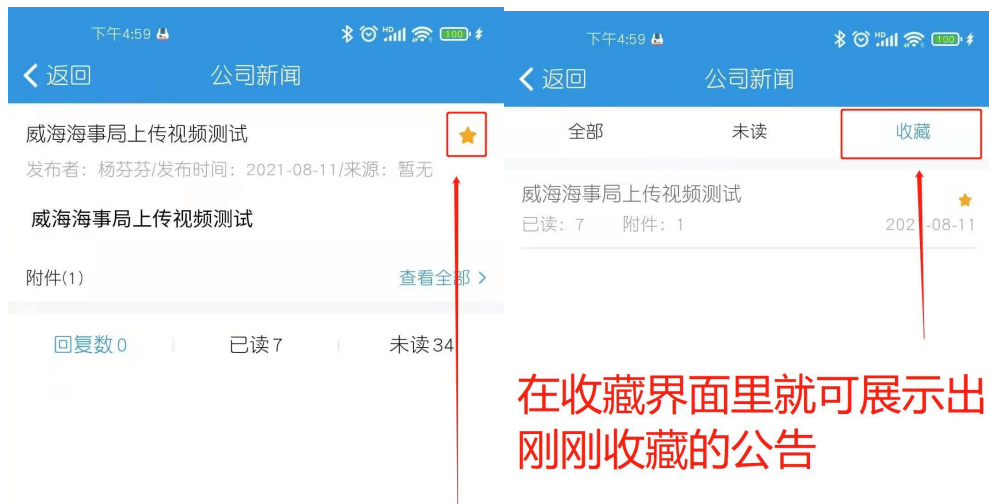 下午4:59
HD
100
返回
公司新闻
威海海事局上传视频测试
发布者：杨芬芬/发布时间：2021-08-11/来源：暂无
威海海事局上传视频测试
附件(1)
查看全部
回复数 0
已读 7
未读 34
下午4:59
HD
100
返回
公司新闻
全部
未读
收藏
威海海事局上传视频测试
已读：7 附件：1
2021-08-11
在收藏界面里就可展示出
刚刚收藏的公告